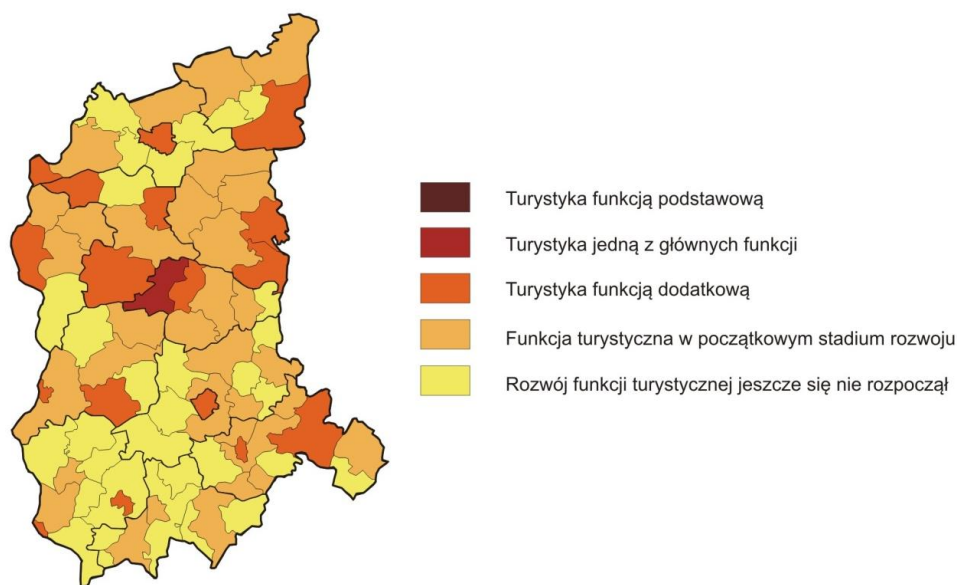 Turystyka funkcją podstawową
Turystyka jedną z głównych funkcji
Turystyka funkcją dodatkową
Funkcja turystyczna w początkowym stadium rozwoju
Rozwój funkcji turystycznej jeszcze się nie rozpoczął